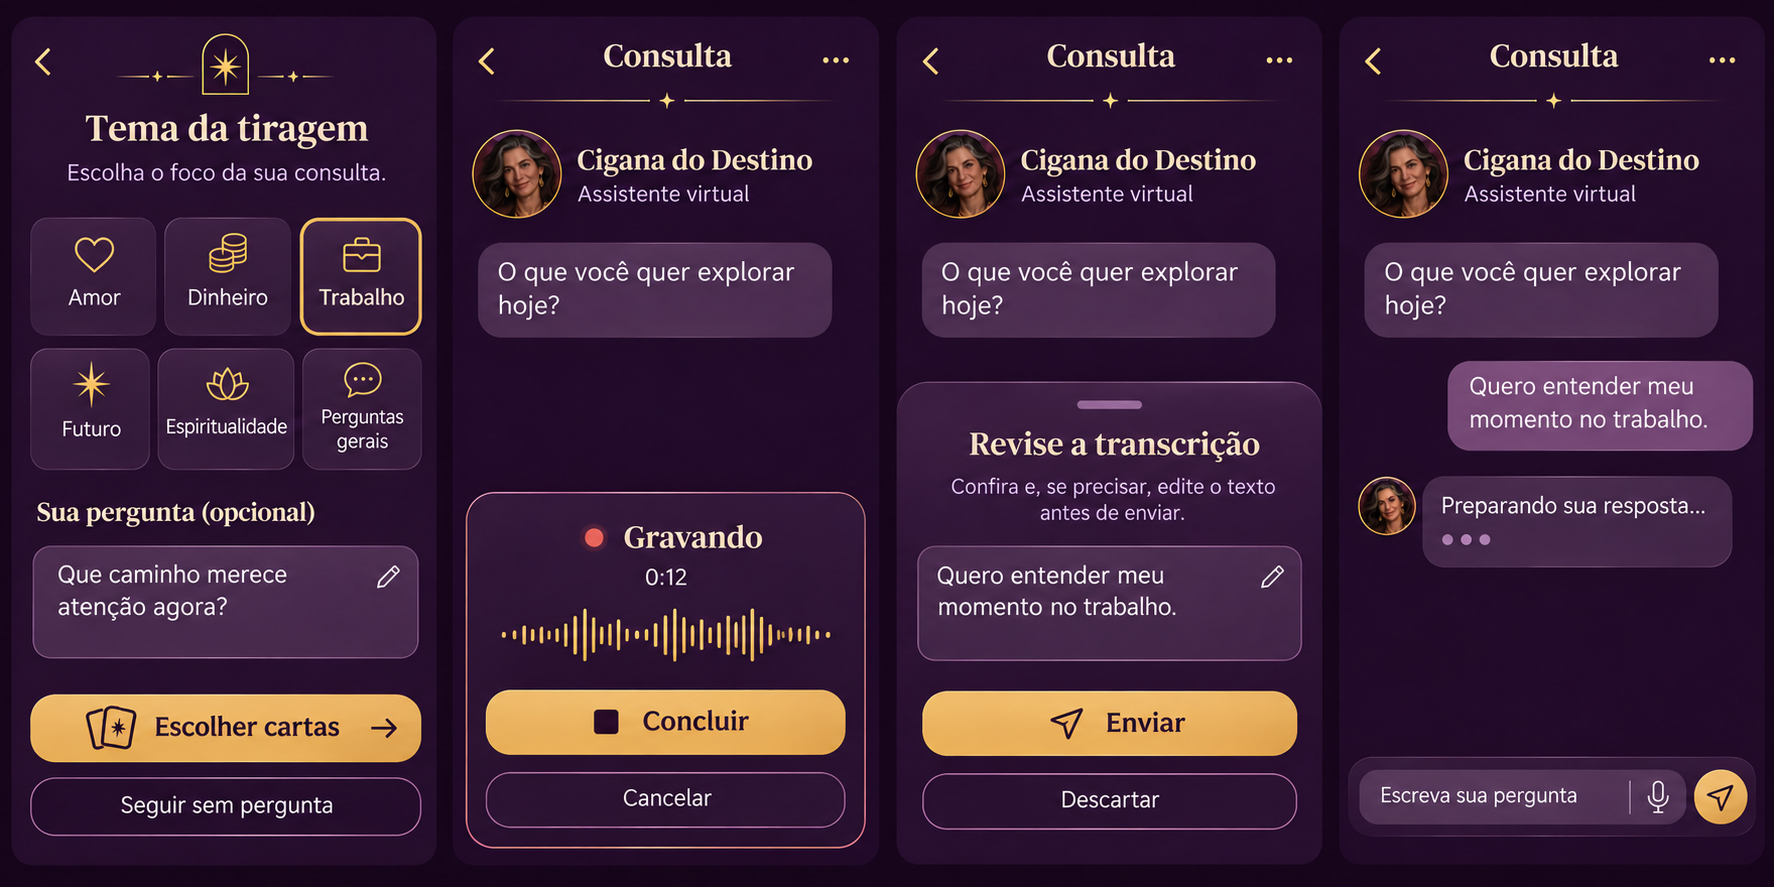 Tema da tiragem
Escolha o foco da sua consulta.
Amor
Dinheiro
Trabalho
Futuro
Espiritualidade
Perguntas
gerais
Sua pergunta (opcional)
Que caminho merece
atenção agora?
Escolher cartas
Seguir sem pergunta
Consulta
Cigana do Destino
Assistente virtual
O que você quer explorar
hoje?
Gravando
0:12
Concluir
Cancelar
Consulta
Cigana do Destino
Assistente virtual
O que você quer explorar
hoje?
Revise a transcrição
Confira e, se precisar, edite o texto
antes de enviar.
Quero entender meu
momento no trabalho.
Enviar
Descartar
Consulta
Cigana do Destino
Assistente virtual
O que você quer explorar
hoje?
Quero entender meu
momento no trabalho.
Preparando sua resposta...
Escreva sua pergunta